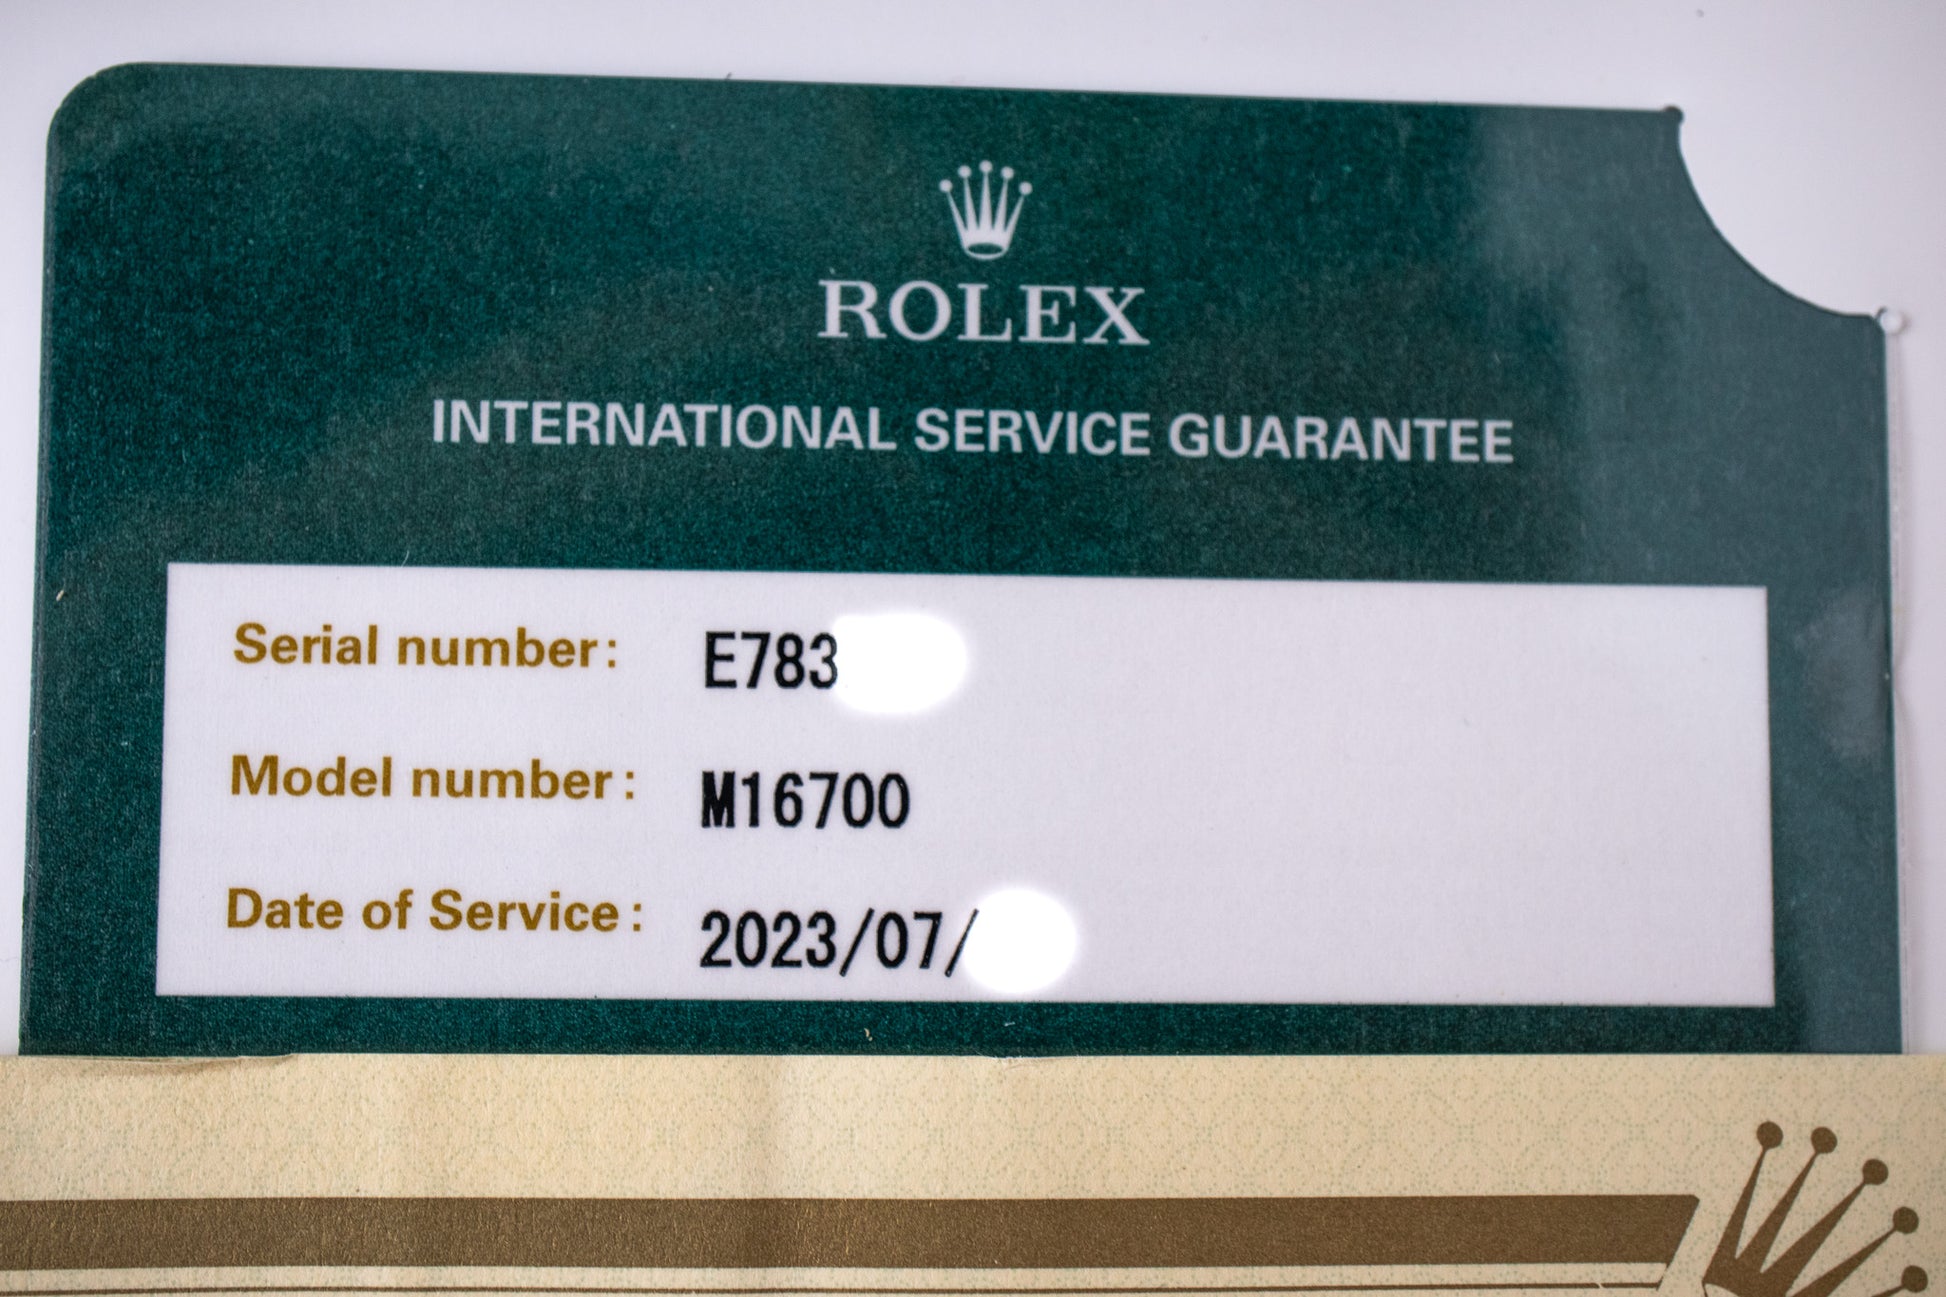 ROLEX
INTERNATIONAL SERVICE GUARANTEE
Serial number: E783
Model number: M16700
Date of Service: 2023/07/